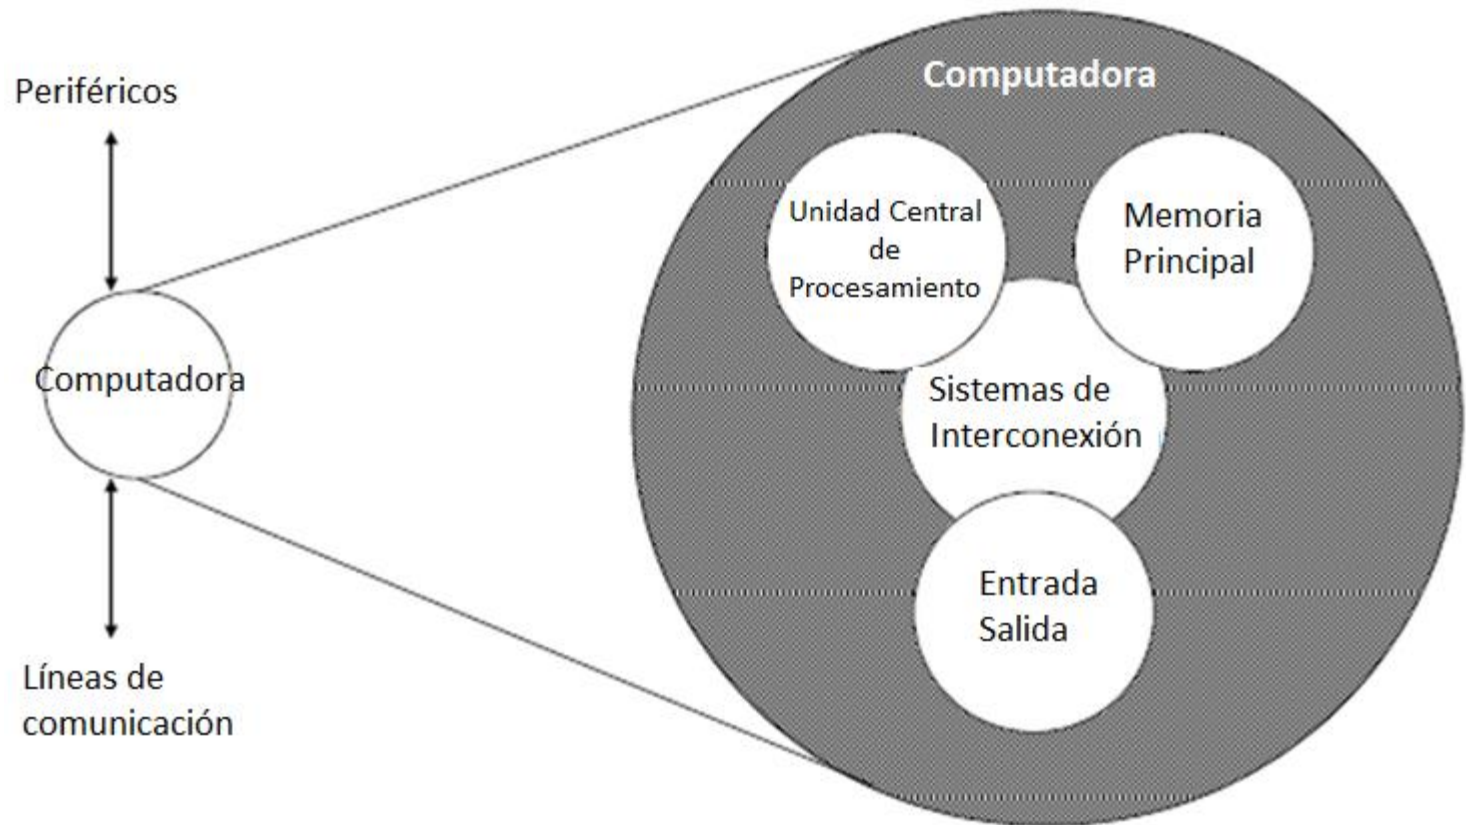 Periféricos
Computadora
Líneas de
comunicación
Computadora
Unidad Central
de
Procesamiento
Memoria
Principal
Sistemas de
Interconexión
Entrada
Salida